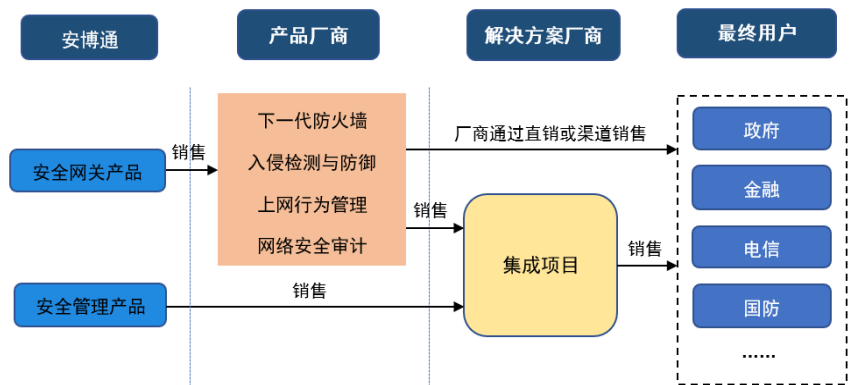 安博通
产品厂商
解决方案厂商
最终用户
下一代防火墙
入侵检测与防御
上网行为管理
网络安全审计
安全网关产品
销售
厂商通过直销或渠道销售
销售
集成项目
销售
安全管理产品
销售
政府
金融
电信
国防
......